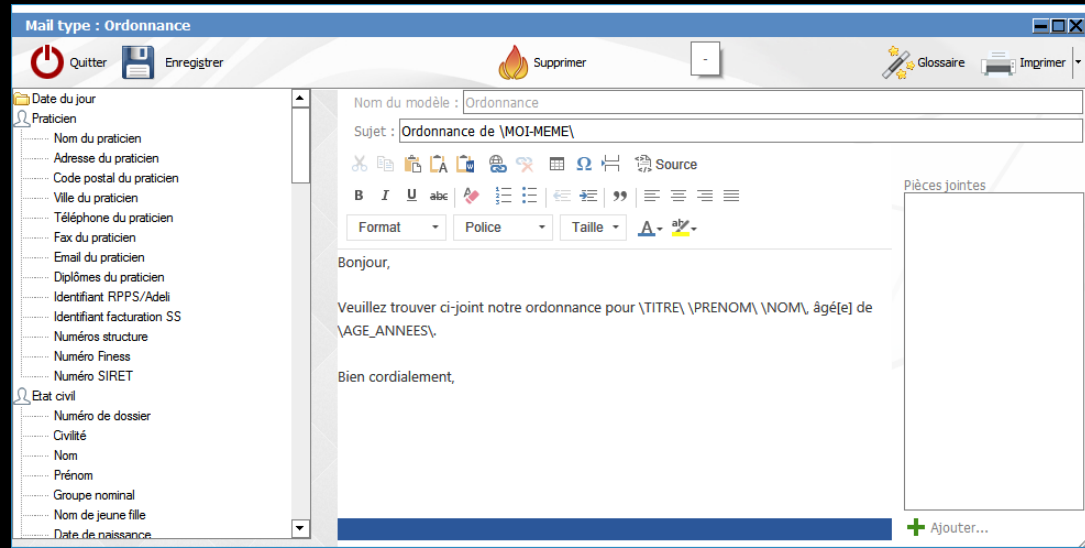 Mail type : Ordonnance
Quitter
Enregistrer
Supprimer
-
Glossaire
Imprimer
Date du jour
Praticien
Nom du praticien
Adresse du praticien
Code postal du praticien
Ville du praticien
Téléphone du praticien
Fax du praticien
Email du praticien
Diplômes du praticien
Identifiant RPPS/Adeli
Identifiant facturation SS
Numéros structure
Numéro Finess
Numéro SIRET
Etat civil
Numéro de dossier
Civilité
Nom
Prénom
Groupe nominal
Nom de jeune fille
Date de naissance
Nom du modèle : Ordonnance
Sujet : Ordonnance de \MOI-MEME\
Source
B I U abc
Format Police Taille A ab
Bonjour,
Veuillez trouver ci-joint notre ordonnance pour \TITRE\ \PRENOM\ \NOM\, âgé[e] de
\AGE_ANNEES\.
Bien cordialement,
Pièces jointes
Ajouter...